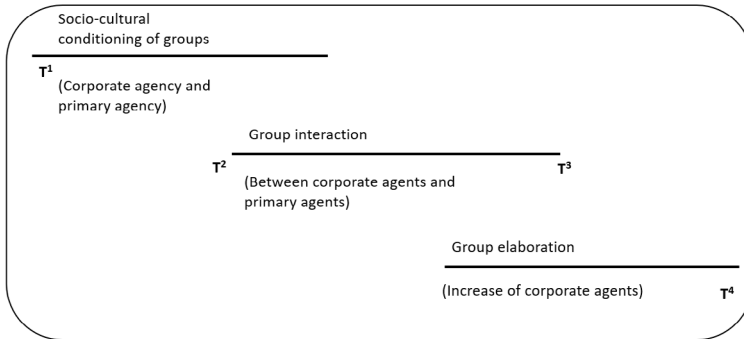 Socio-cultural
conditioning of groups
T¹
(Corporate agency and
primary agency)
Group interaction
T² T³
(Between corporate agents and
primary agents)
Group elaboration
(Increase of corporate agents) T⁴